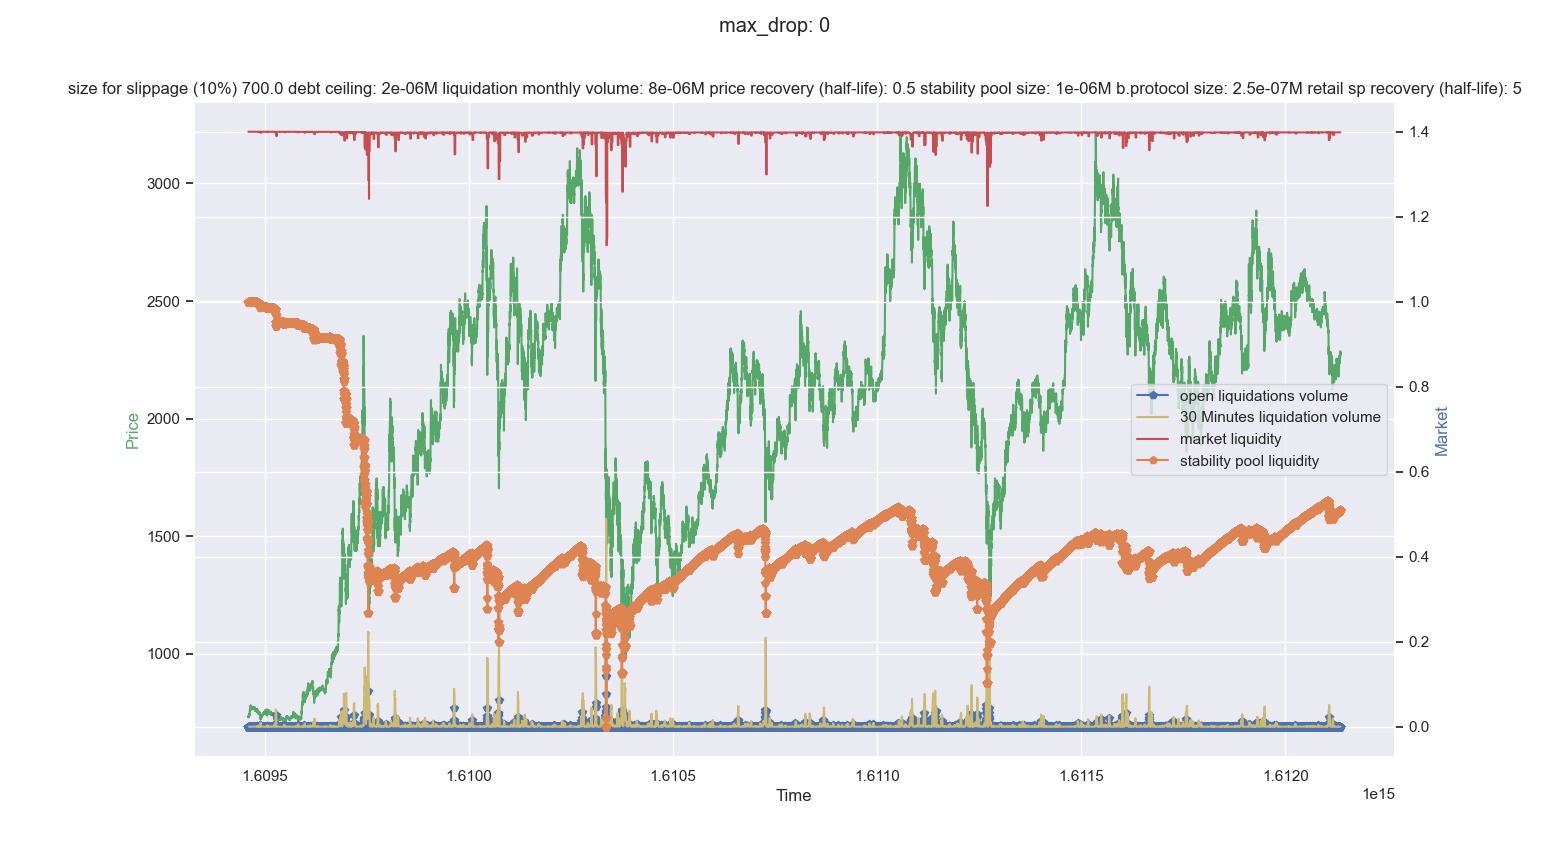 max_drop: 0
size for slippage (10%) 700.0 debt ceiling: 2e-06M liquidation monthly volume: 8e-06M price recovery (half-life): 0.5 stability pool size: 1e-06M b.protocol size: 2.5e-07M retail sp recovery (half-life): 5
Price
3000
2500
2000
1500
1000
1.4
1.2
1.0
0.8
0.6
0.4
0.2
0.0
Market
open liquidations volume
30 Minutes liquidation volume
market liquidity
stability pool liquidity
1.6095 1.6100 1.6105 1.6110 1.6115 1.6120
Time
1e15